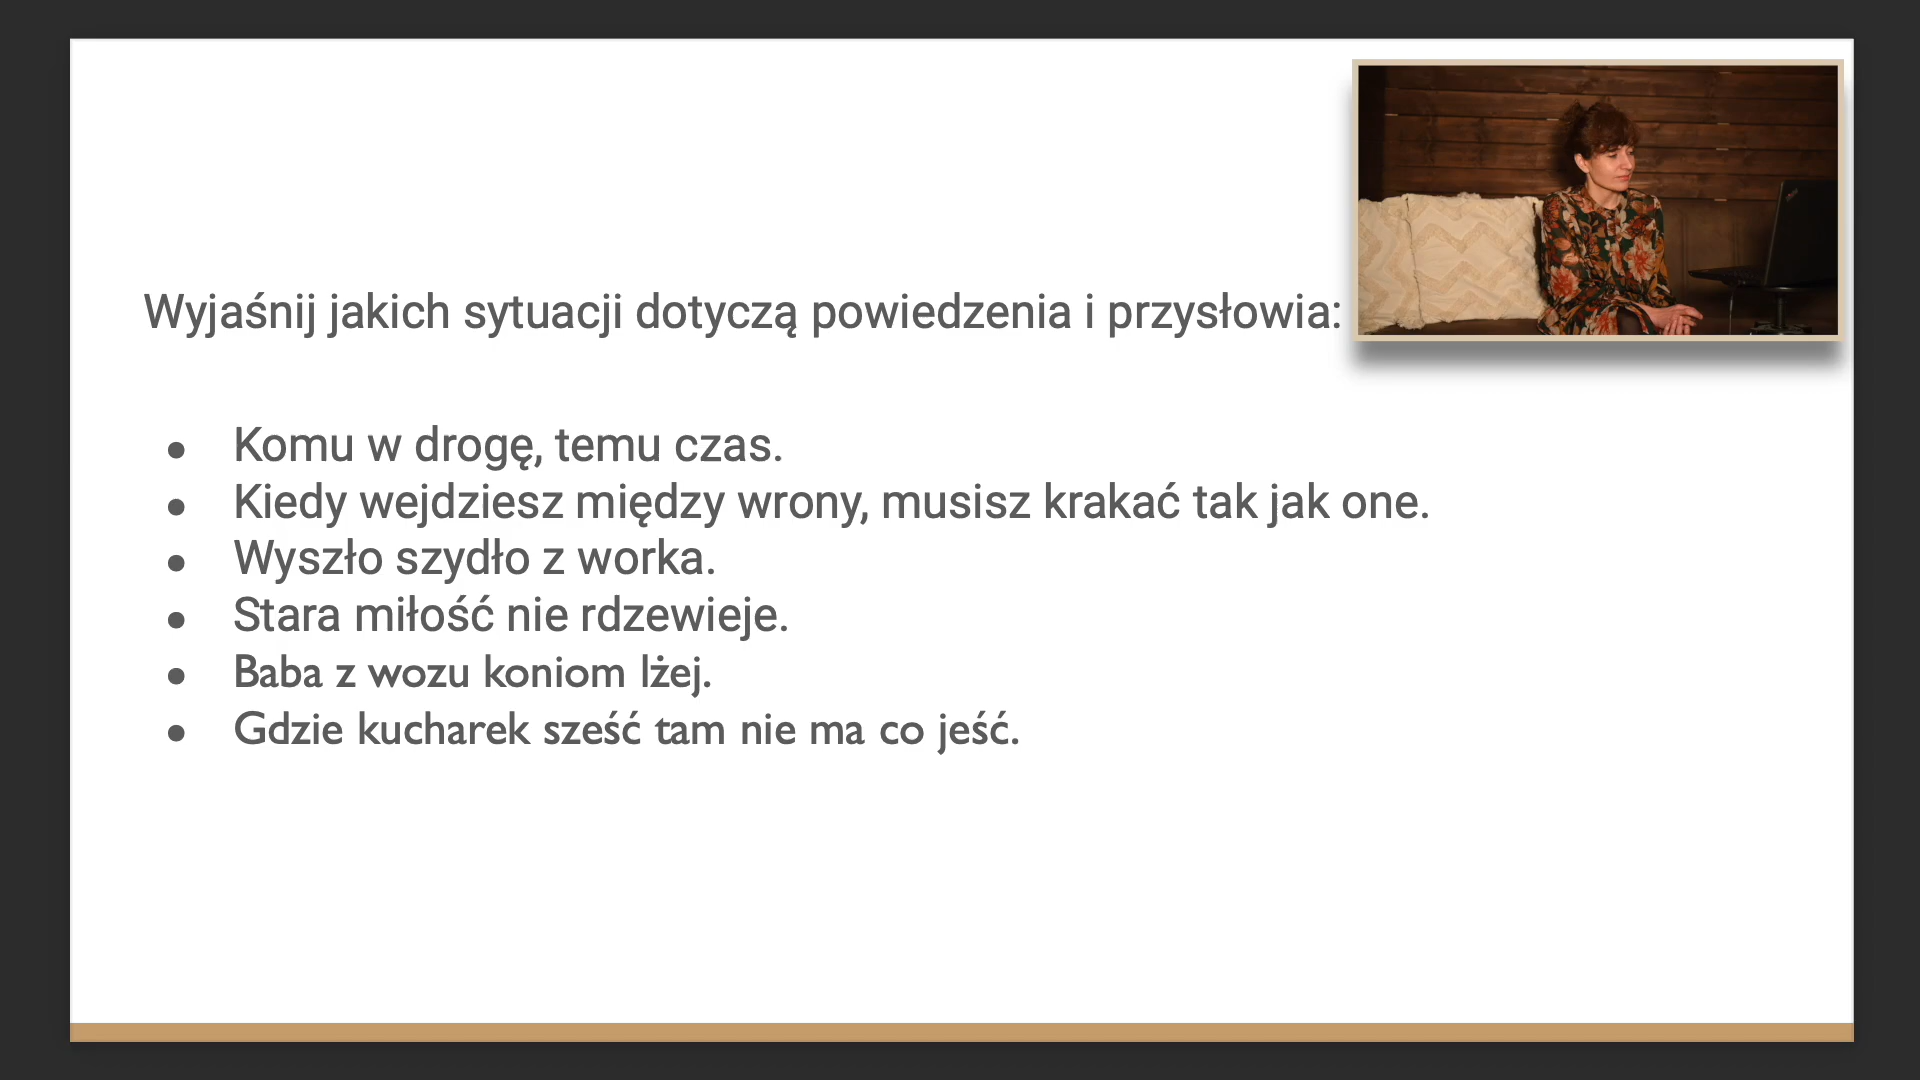 Wyjaśnij jakich sytuacji dotyczą powiedzenia i przysłowia:
● Komu w drogę, temu czas.
● Kiedy wejdziesz między wrony, musisz krakać tak jak one.
● Wyszło szydło z worka.
● Stara miłość nie rdzewieje.
● Baba z wozu koniom lżej.
● Gdzie kucharek sześć tam nie ma co jeść.